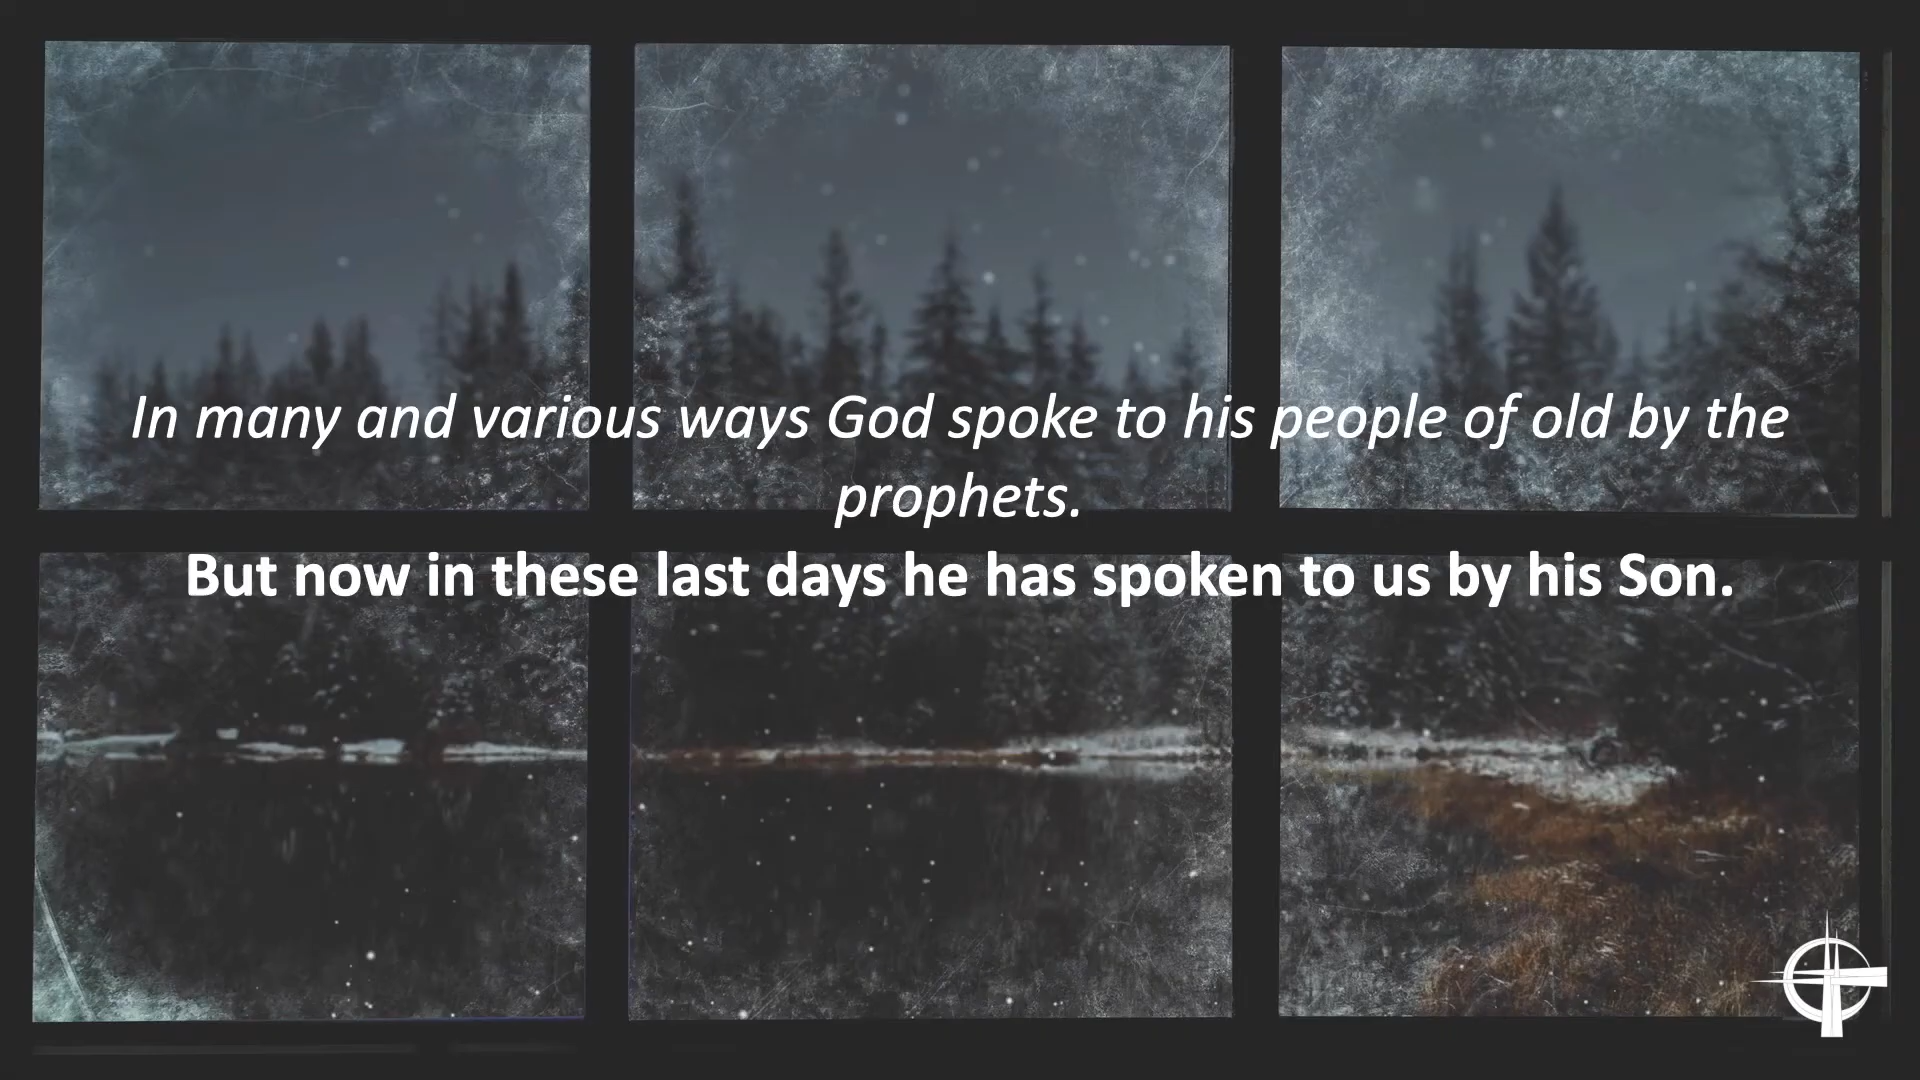 In many and various ways God spoke to his people of old by the
prophets.
But now in these last days he has spoken to us by his Son.